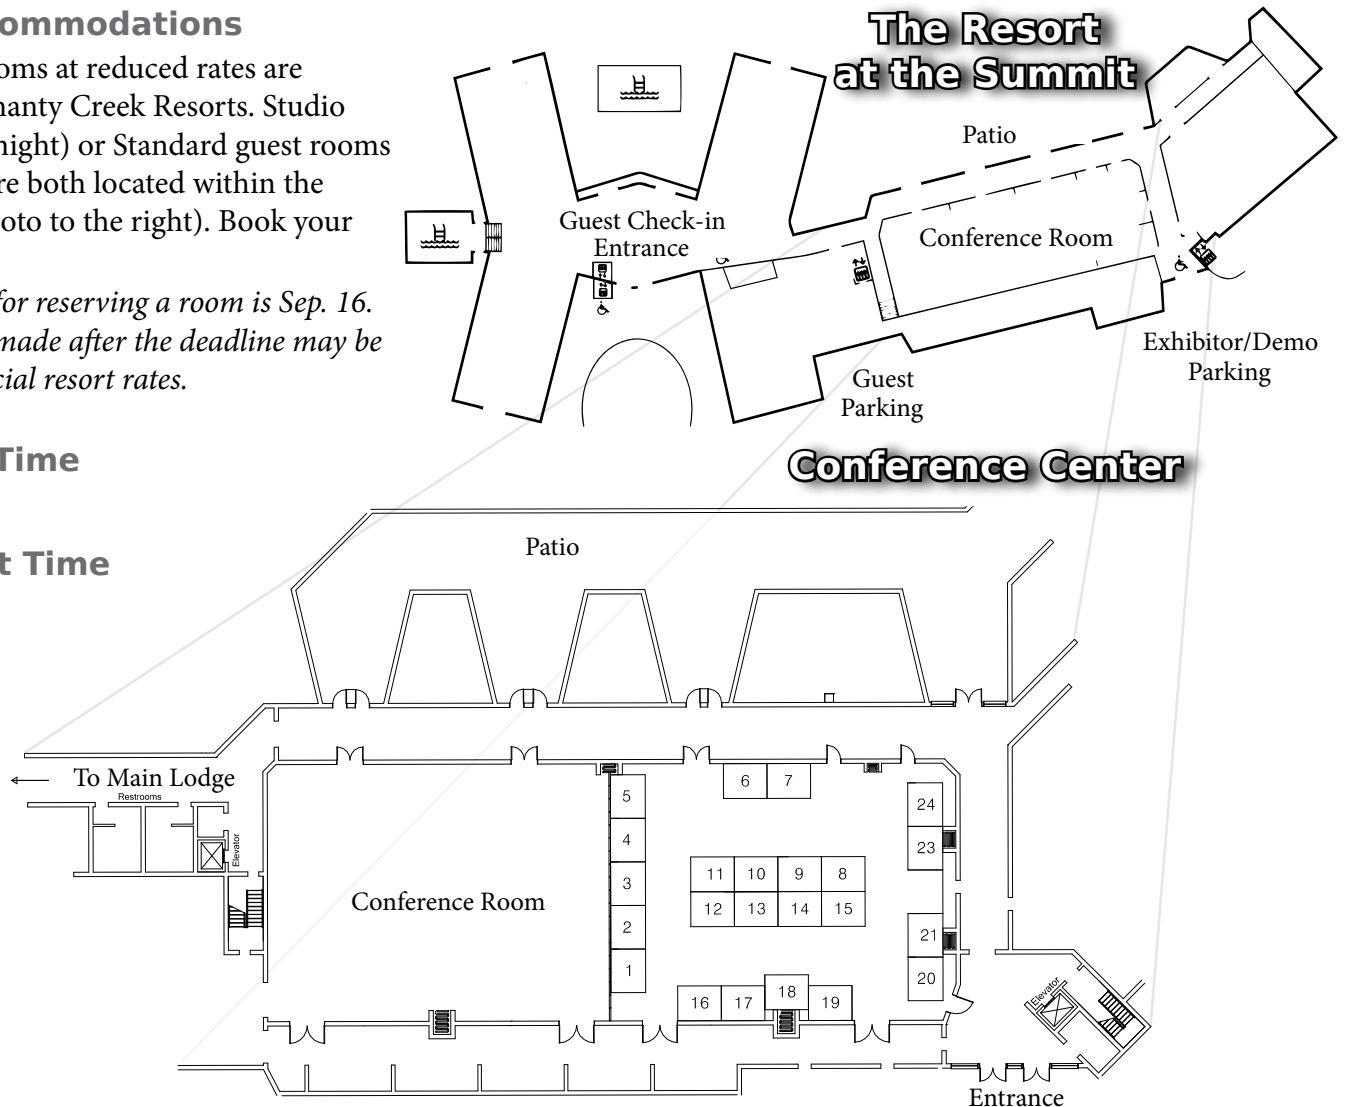 ommodations
oms at reduced rates are
nanty Creek Resorts. Studio
night) or Standard guest rooms
re both located within the
oto to the right). Book your
for reserving a room is Sep. 16.
made after the deadline may be
cial resort rates.
Time
t Time
The Resort
at the Summit
Patio
Guest Check-in
Entrance
Conference Room
Exhibitor/Demo
Parking
Guest
Parking
Conference Center
Patio
To Main Lodge
Restrooms
Elevator
Conference Room
5
4
3
2
1
6 7
11 10 9 8
12 13 14 15
16 17 18 19
24
23
21
20
Elevator
Entrance